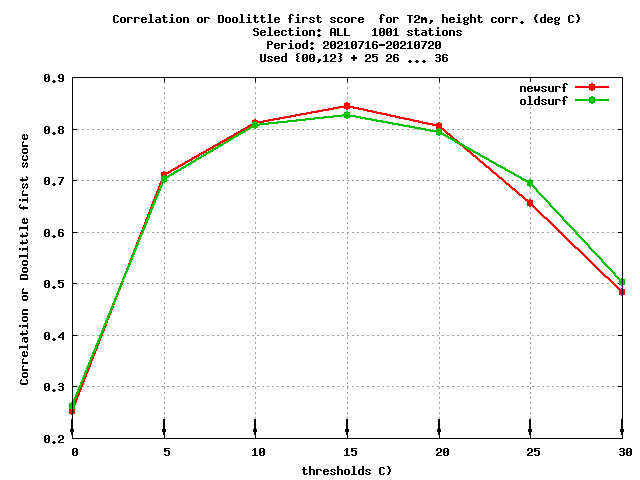 Correlation or Doolittle first score  for T2m, height corr. (deg C)
Selection: ALL   1001 stations
Period: 20210716-20210720
Used {00,12} + 25 26 ... 36
newsurf
oldsurf
0.9
0.8
0.7
0.6
0.5
0.4
0.3
0.2
Correlation or Doolittle first score
0 5 10 15 20 25 30
thresholds C)